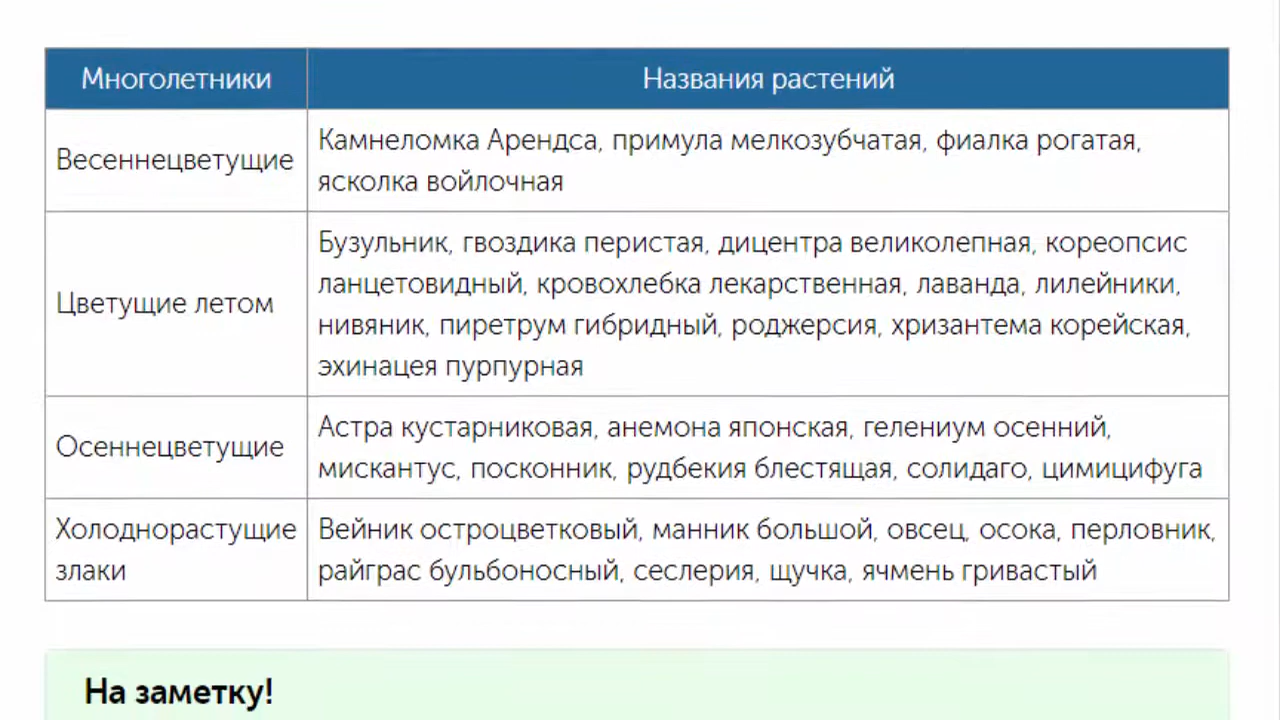 Многолетники Названия растений
Весеннецветущие
Камнеломка Арендса, примула мелкозубчатая, фиалка рогатая,
ясколка войлочная
Цветущие летом
Бузульник, гвоздика перистая, дицентра великолепная, кореопсис
ланцетовидный, кровохлебка лекарственная, лаванда, лилейники,
нивяник, пиретрум гибридный, роджерсия, хризантема корейская,
эхинацея пурпурная
Осеннецветущие
Астра кустарниковая, анемона японская, гелениум осенний,
мискантус, посконник, рудбекия блестящая, солидаго, цимицифуга
Холоднорастущие
злаки
Вейник остроцветковый, манник большой, овсец, осока, перловник,
райграс бульбоносный, сеслерия, щучка, ячмень гривастый
На заметку!